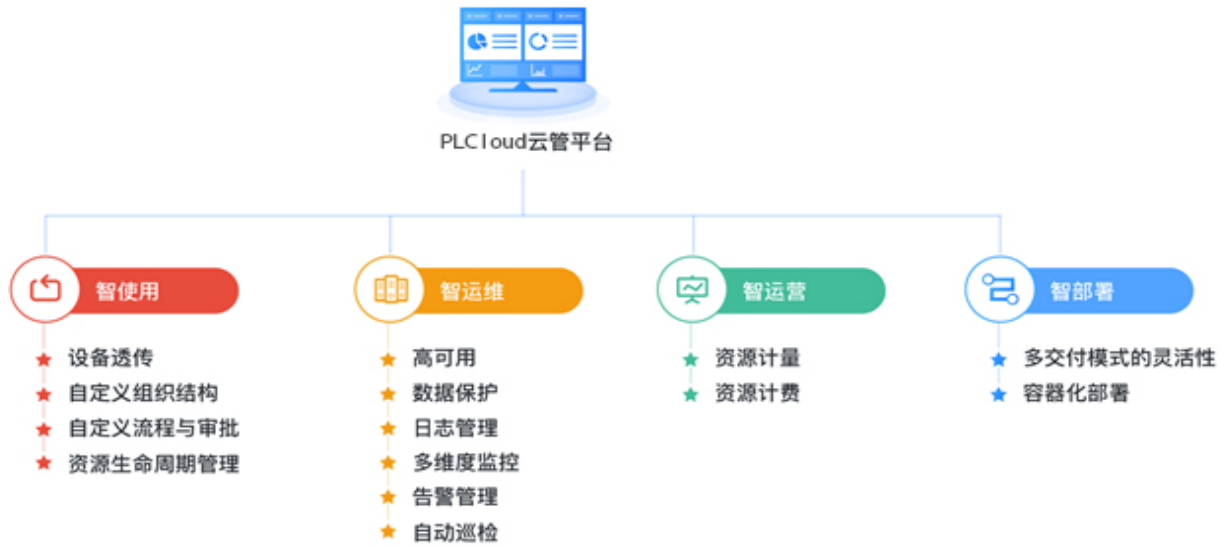 PLCloud云管平台
智使用
设备透传
自定义组织结构
自定义流程与审批
资源生命周期管理
智运维
高可用
数据保护
日志管理
多维度监控
告警管理
自动巡检
智运营
资源计量
资源计费
智部署
多交付模式的灵活性
容器化部署